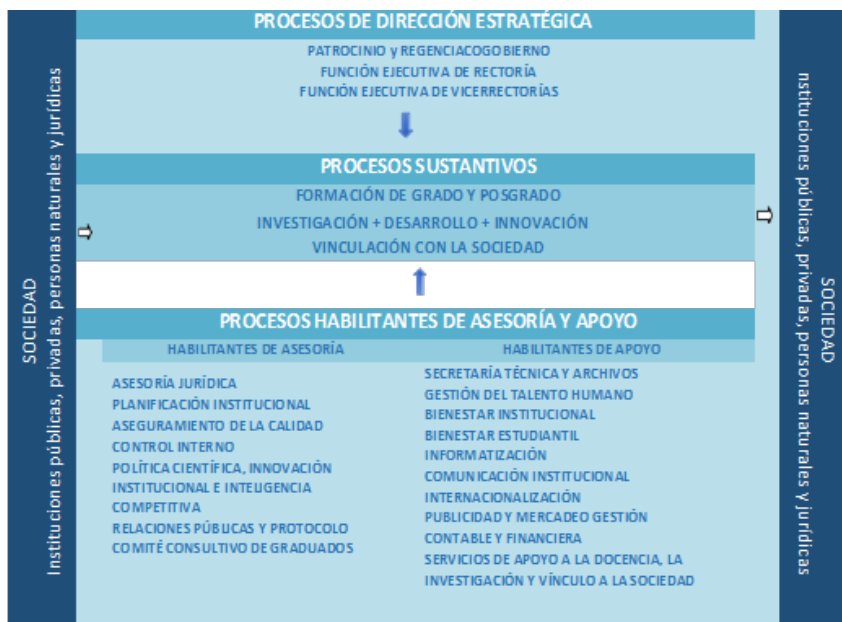 SOCIEDAD
Instituciones públicas, privadas, personas naturales y jurídicas
PROCESOS DE DIRECCIÓN ESTRATÉGICA
PATROCINIO y REGENCIACOGOBIERNO
FUNCIÓN EJECUTIVA DE RECTORÍA
FUNCIÓN EJECUTIVA DE VICERRECTORÍAS
PROCESOS SUSTANTIVOS
FORMACIÓN DE GRADO Y POSGRADO
INVESTIGACIÓN + DESARROLLO + INNOVACIÓN
VINCULACIÓN CON LA SOCIEDAD
PROCESOS HABILITANTES DE ASESORÍA Y APOYO
HABILITANTES DE ASESORÍA
ASESORÍA JURÍDICA
PLANIFICACIÓN INSTITUCIONAL
ASEGURAMIENTO DE LA CALIDAD
CONTROL INTERNO
POLÍTICA CIENTÍFICA, INNOVACIÓN
INSTITUCIONAL E INTELIGENCIA
COMPETITIVA
RELACIONES PÚBLICAS Y PROTOCOLO
COMITÉ CONSULTIVO DE GRADUADOS
HABILITANTES DE APOYO
SECRETARÍA TÉCNICA Y ARCHIVOS
GESTIÓN DEL TALENTO HUMANO
BIENESTAR INSTITUCIONAL
BIENESTAR ESTUDIANTIL
INFORMATIZACIÓN
COMUNICACIÓN INSTITUCIONAL
INTERNACIONALIZACIÓN
PUBLICIDAD Y MERCADEO GESTIÓN
CONTABLE Y FINANCIERA
SERVICIOS DE APOYO A LA DOCENCIA, LA
INVESTIGACIÓN Y VÍNCULO A LA SOCIEDAD
SOCIEDAD
nstituciones públicas, privadas, personas naturales y jurídicas